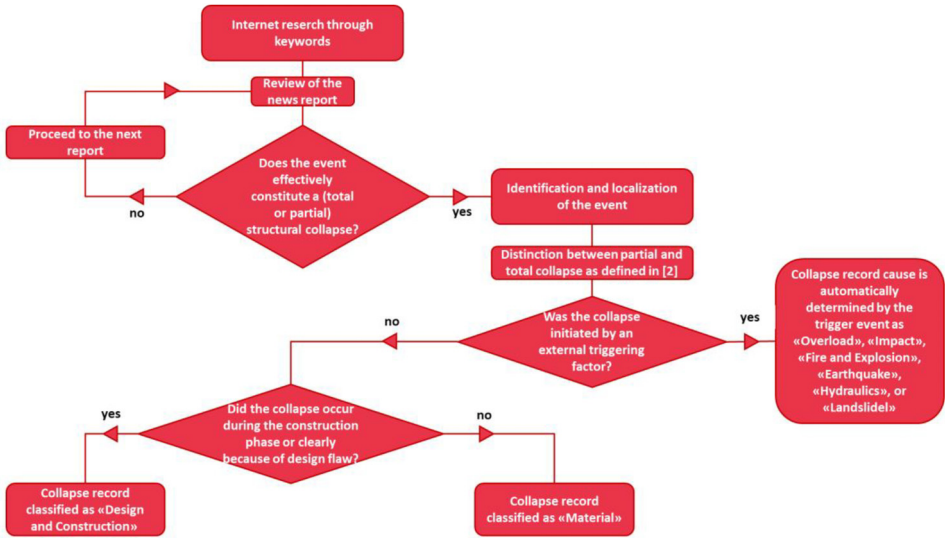 Internet reserch through
keywords
Review of the
news report
Proceed to the next
report
Does the event
effectively
constitute a (total
or partial)
structural collapse?
no
yes
Identification and localization
of the event
Distinction between partial and
total collapse as defined in [2]
Was the collapse
initiated by an
external triggering
factor?
no
yes
Collapse record cause is
automatically
determined by the
trigger event as
«Overload», «Impact»,
«Fire and Explosion»,
«Earthquake»,
«Hydraulics», or
«Landslidel»
Did the collapse occur
during the construction
phase or clearly
because of design flaw?
yes
no
Collapse record
classified as «Design
and Construction»
Collapse record
classified as «Material»